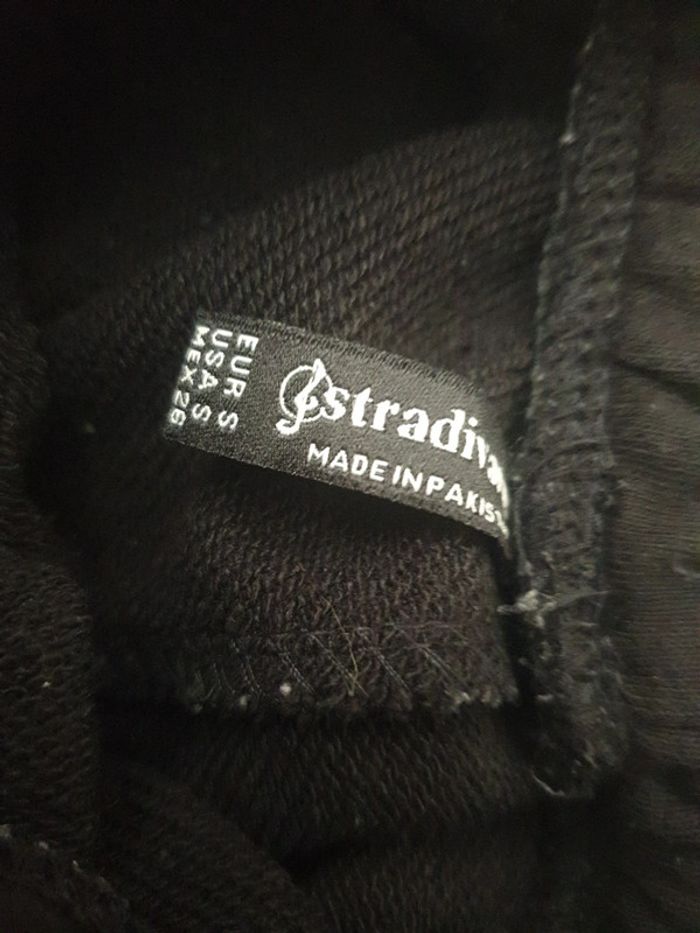 EUR S
USA S
MEX 26
stradiva
MADE IN PAKIS